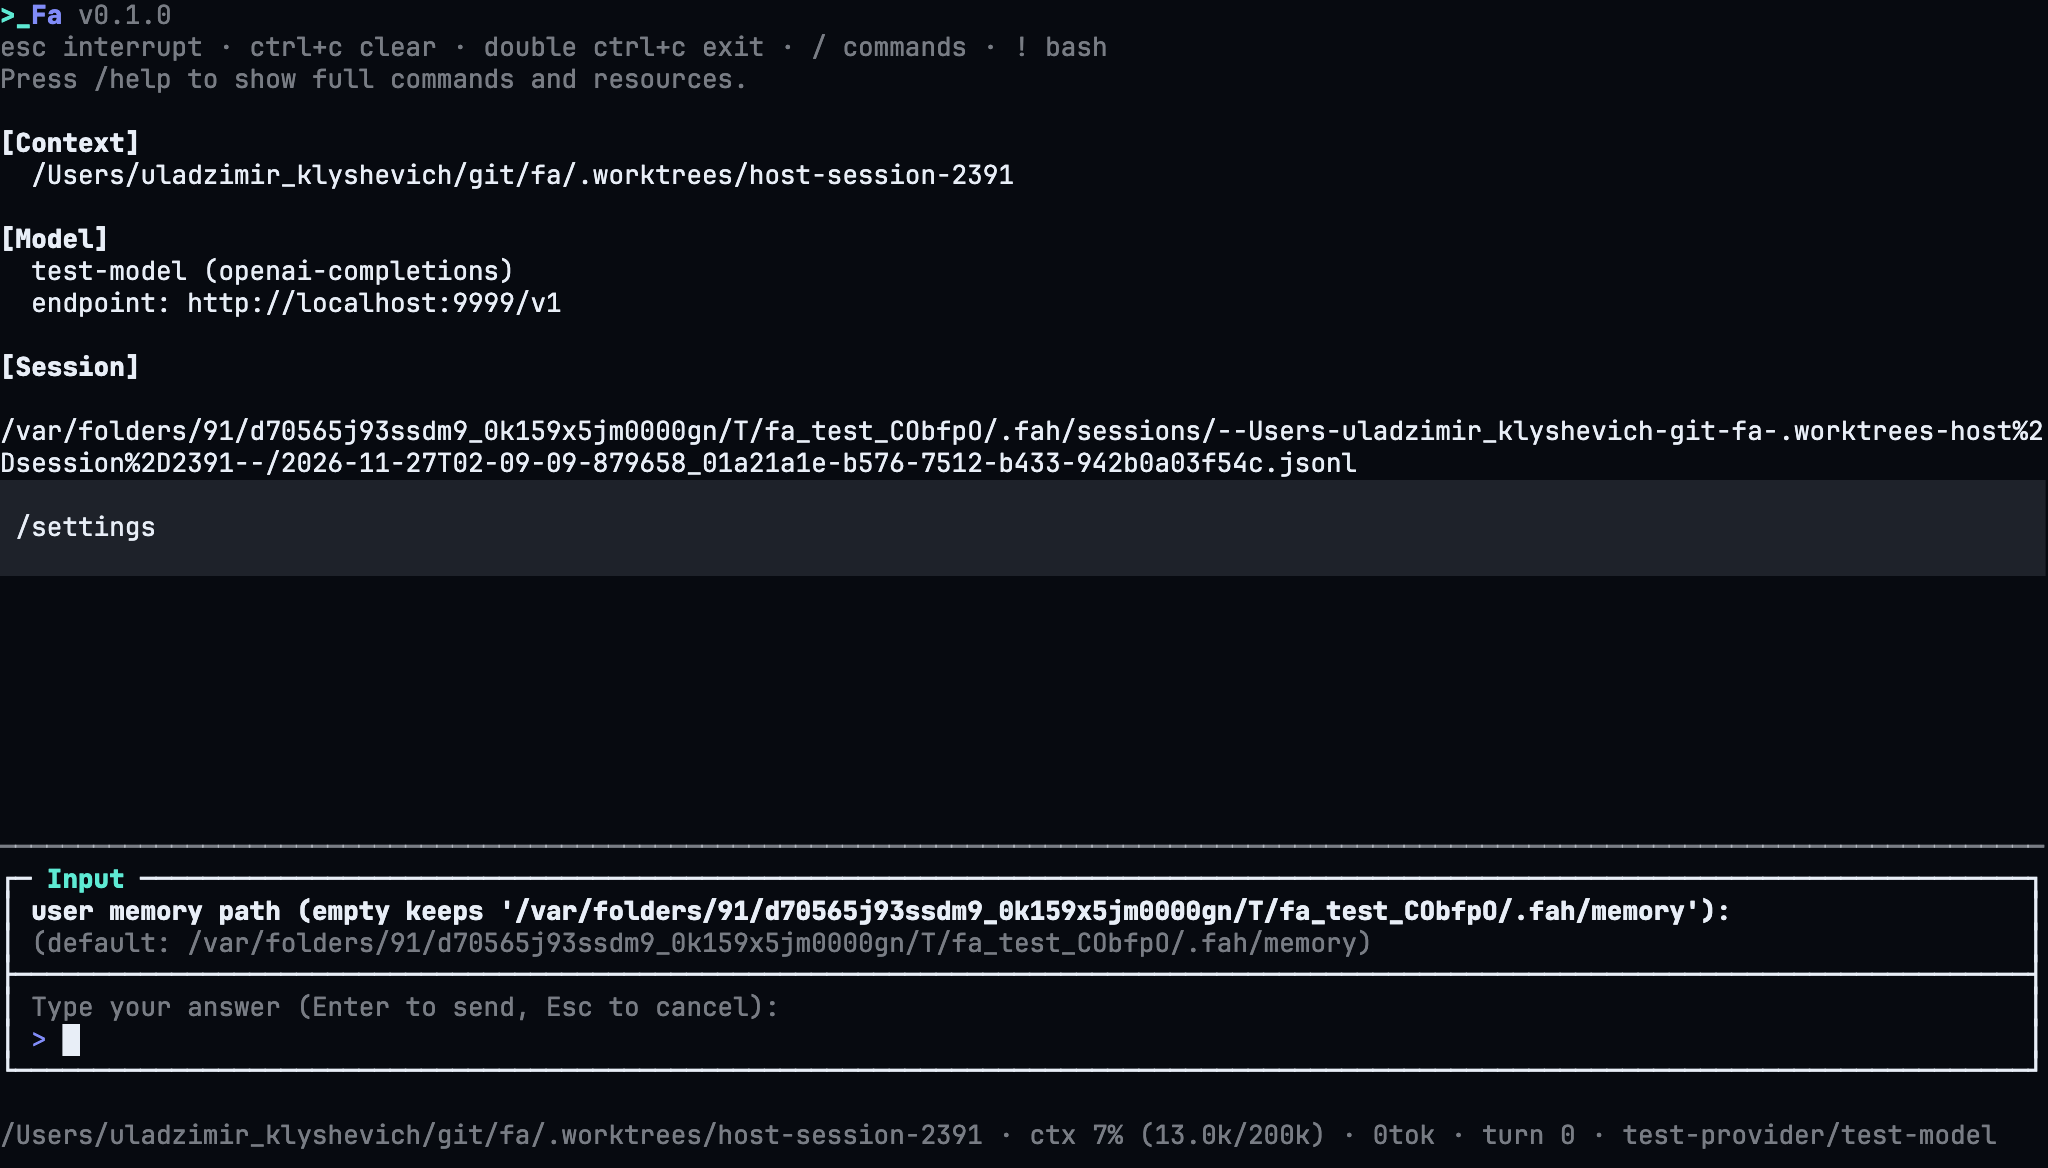 >_Fa v0.1.0
esc interrupt · ctrl+c clear · double ctrl+c exit · / commands · ! bash
Press /help to show full commands and resources.
[Context]
/Users/uladzimir_klyshevich/git/fa/.worktrees/host-session-2391
[Model]
test-model (openai-completions)
endpoint: http://localhost:9999/v1
[Session]
/var/folders/91/d70565j93ssdm9_0k159x5jm0000gn/T/fa_test_CObfpO/.fah/sessions/--Users-uladzimir_klyshevich-git-fa-.worktrees-host%2
Dsession%2D2391--/2026-11-27T02-09-09-879658_01a21a1e-b576-7512-b433-942b0a03f54c.jsonl
/settings
Input
user memory path (empty keeps '/var/folders/91/d70565j93ssdm9_0k159x5jm0000gn/T/fa_test_CObfpO/.fah/memory'):
(default: /var/folders/91/d70565j93ssdm9_0k159x5jm0000gn/T/fa_test_CObfpO/.fah/memory)
Type your answer (Enter to send, Esc to cancel):
>
/Users/uladzimir_klyshevich/git/fa/.worktrees/host-session-2391 · ctx 7% (13.0k/200k) · 0tok · turn 0 · test-provider/test-model